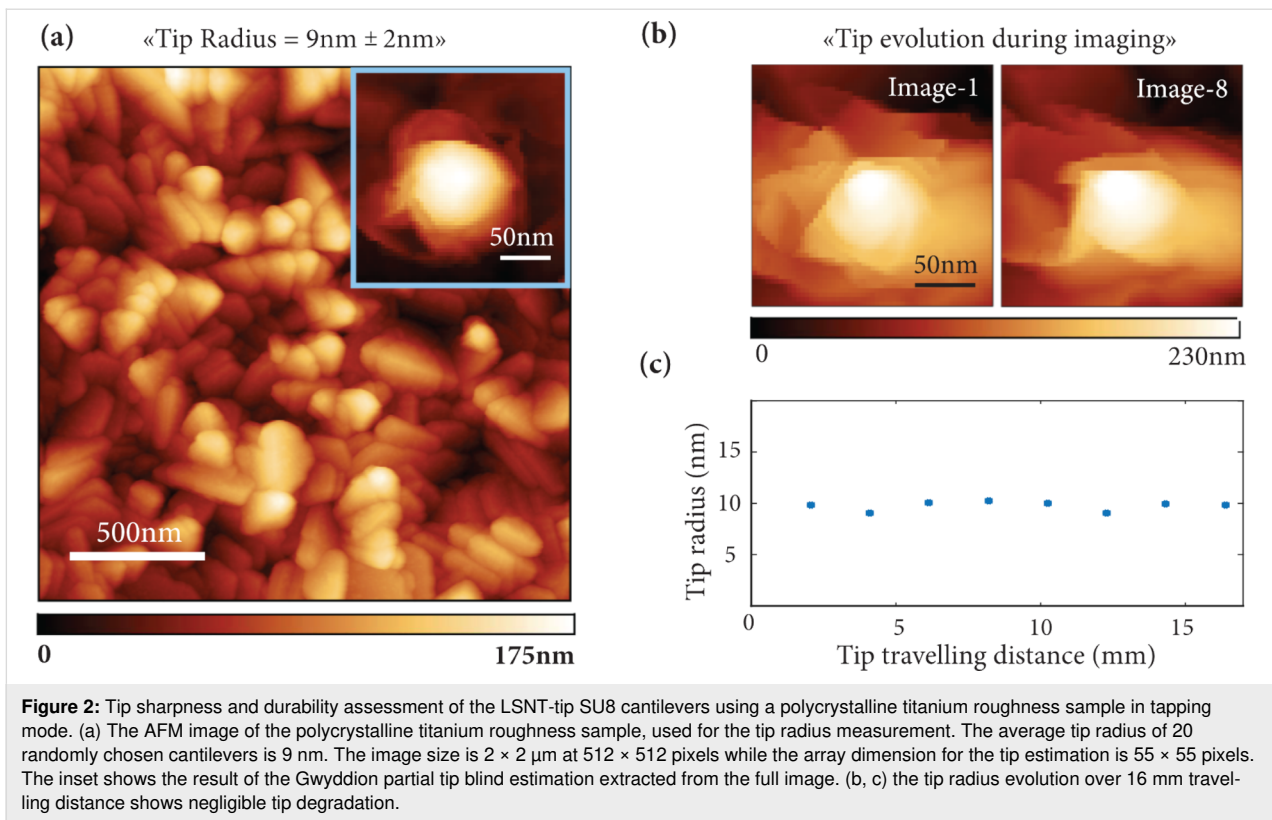 (a)
«Tip Radius = 9nm ± 2nm»
50nm
500nm
0
175nm
(b)
«Tip evolution during imaging»
Image-1
Image-8
50nm
0
230nm
(c)
Tip radius (nm)
15
10
5
0
5
10
15
Tip travelling distance (mm)
Figure 2: Tip sharpness and durability assessment of the LSNT-tip SU8 cantilevers using a polycrystalline titanium roughness sample in tapping
mode. (a) The AFM image of the polycrystalline titanium roughness sample, used for the tip radius measurement. The average tip radius of 20
randomly chosen cantilevers is 9 nm. The image size is 2 × 2 μm at 512 × 512 pixels while the array dimension for the tip estimation is 55 × 55 pixels.
The inset shows the result of the Gwyddion partial tip blind estimation extracted from the full image. (b, c) the tip radius evolution over 16 mm travel-
ling distance shows negligible tip degradation.